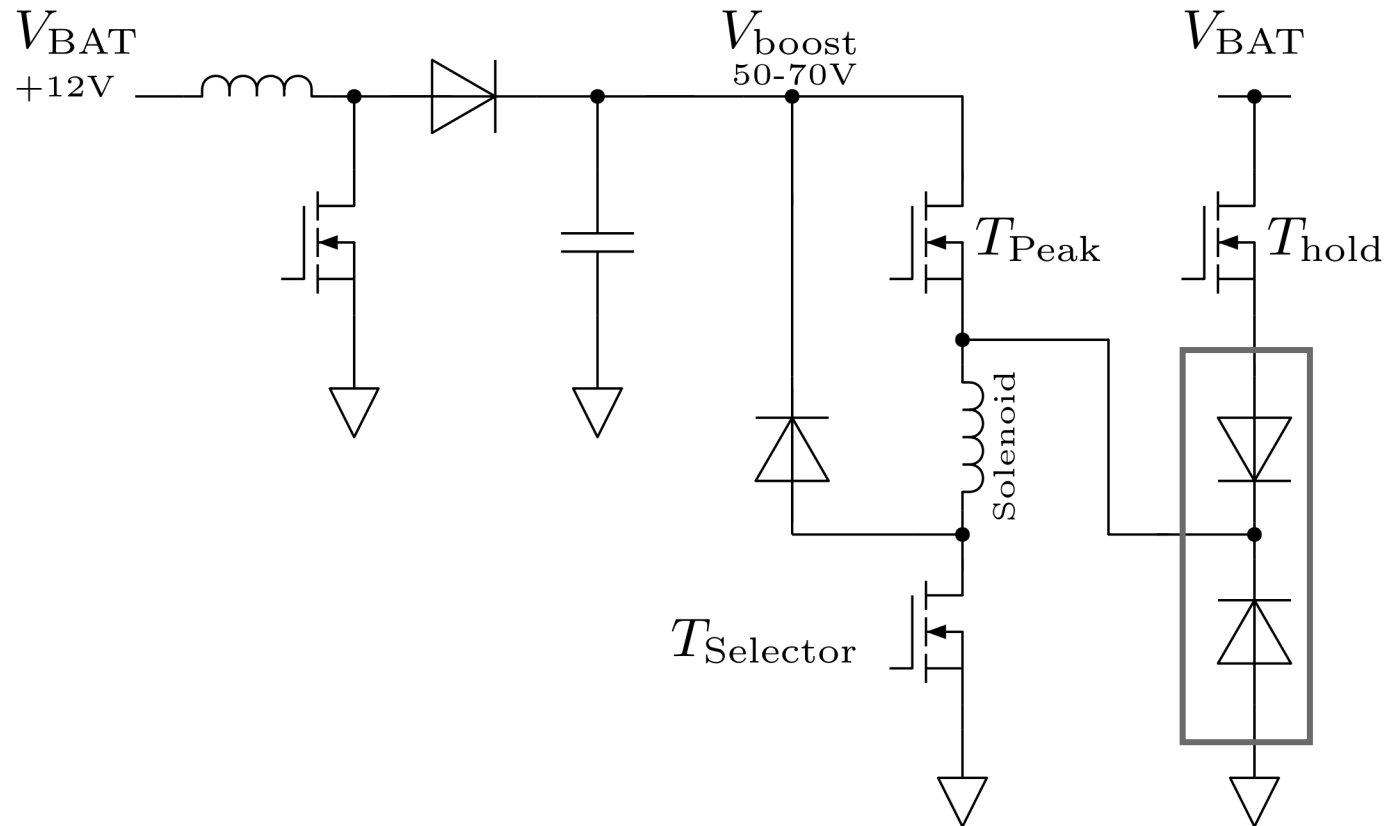 V_BAT
+12V
V_boost
50-70V
V_BAT
T_Peak
T_hold
Solenoid
T_Selector